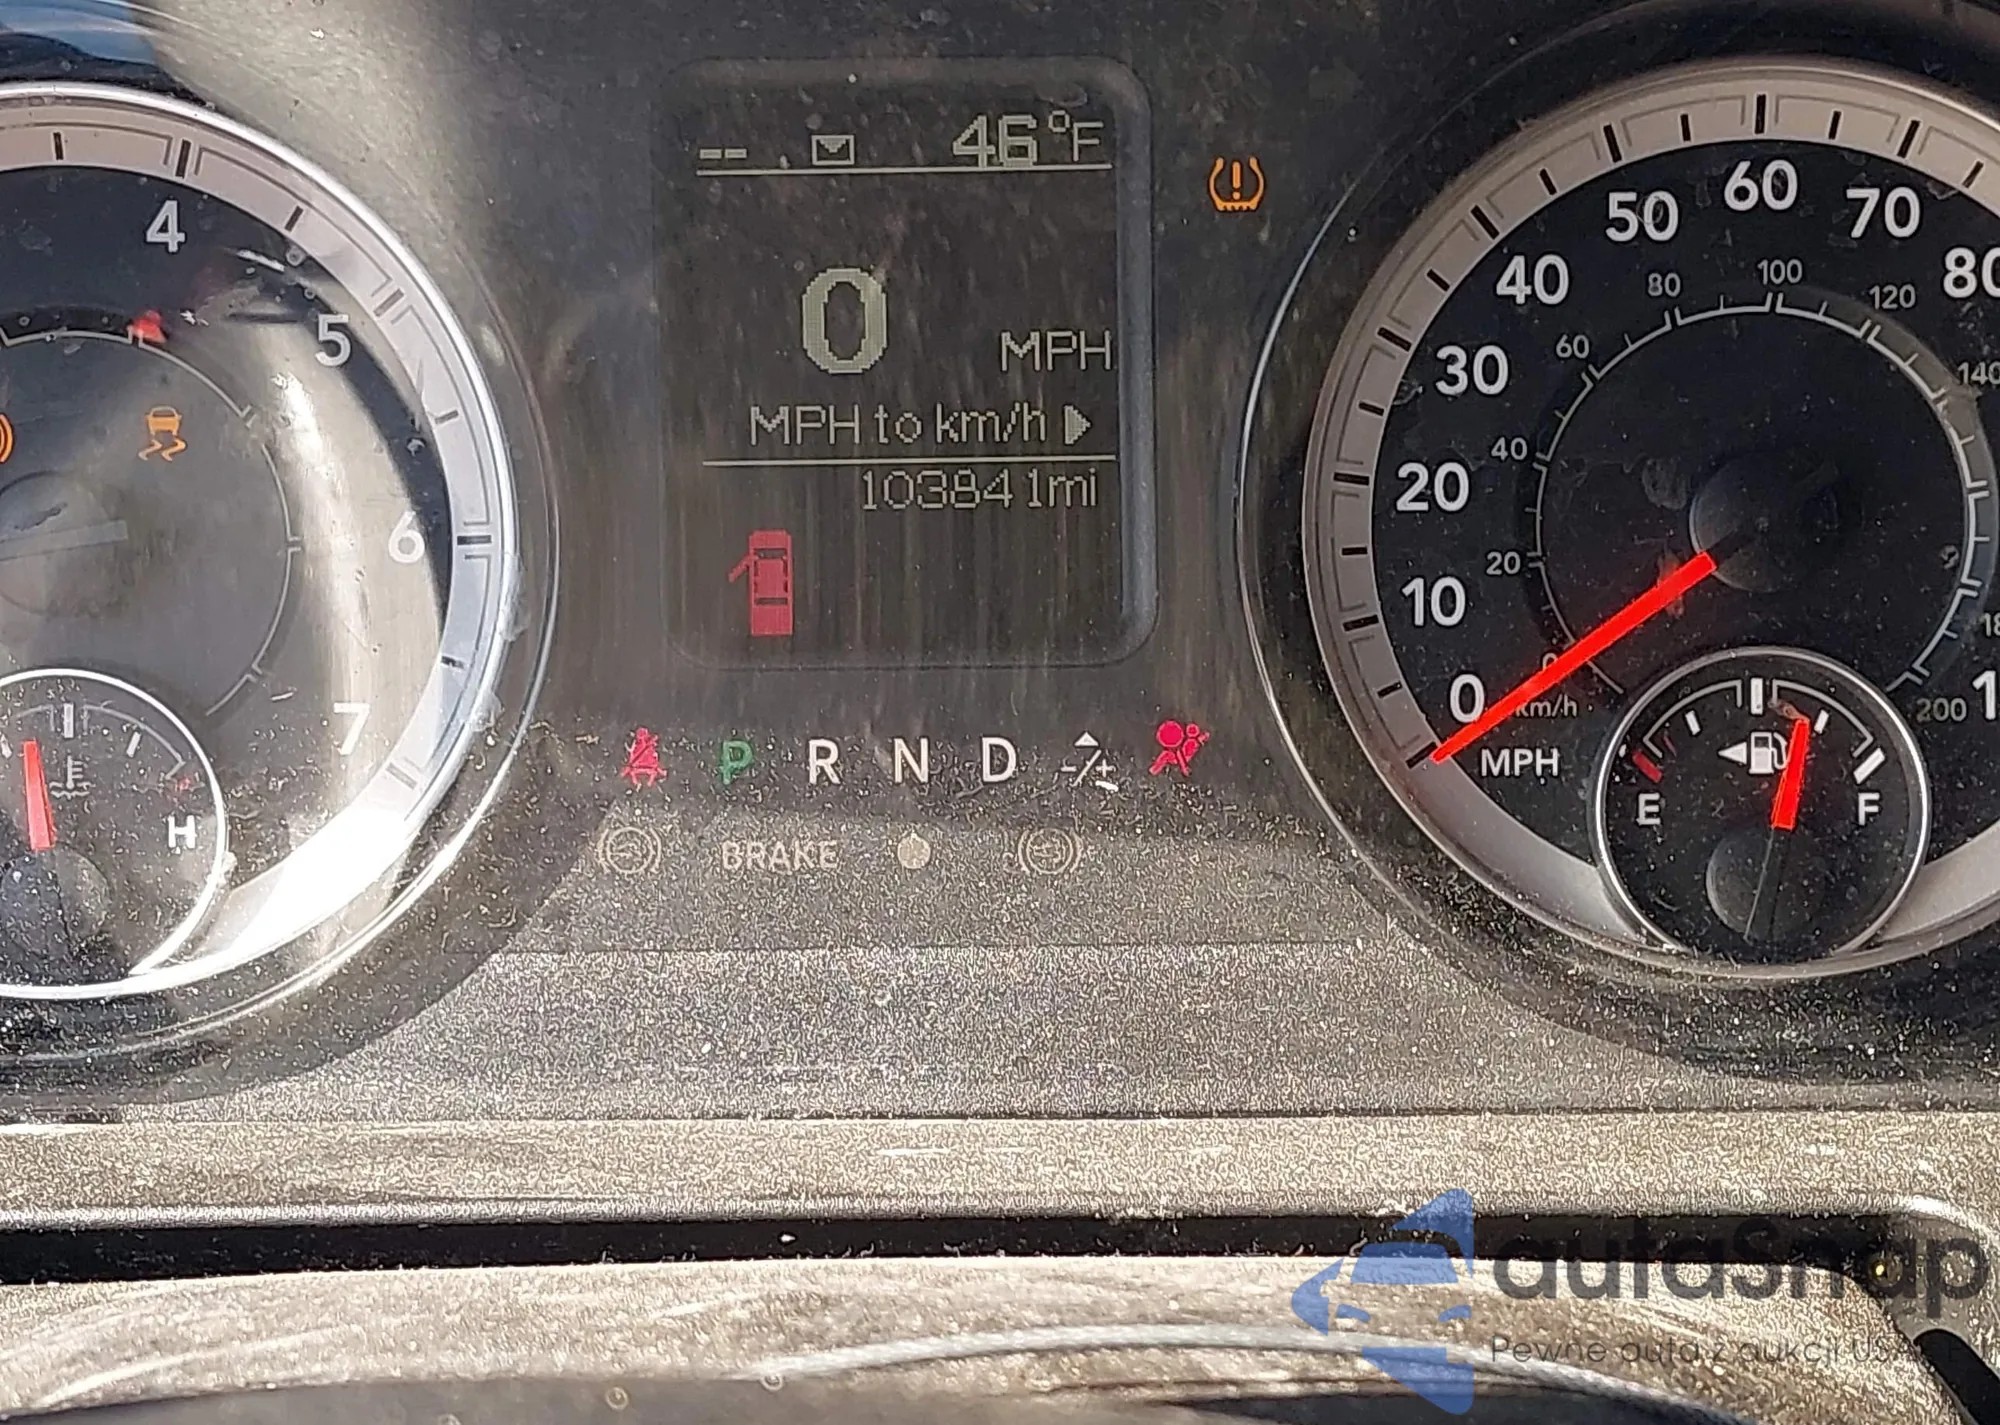 -- 46°F
0 MPH
MPH to km/h
103841mi
4
5
6
7
H
P R N D -/+
BRAKE
0
10
20
30
40
50
60
70
80
MPH
0
20
40
60
80
100
120
140
200
km/h
E F
autasnap
Pewne auta z aukcji USA